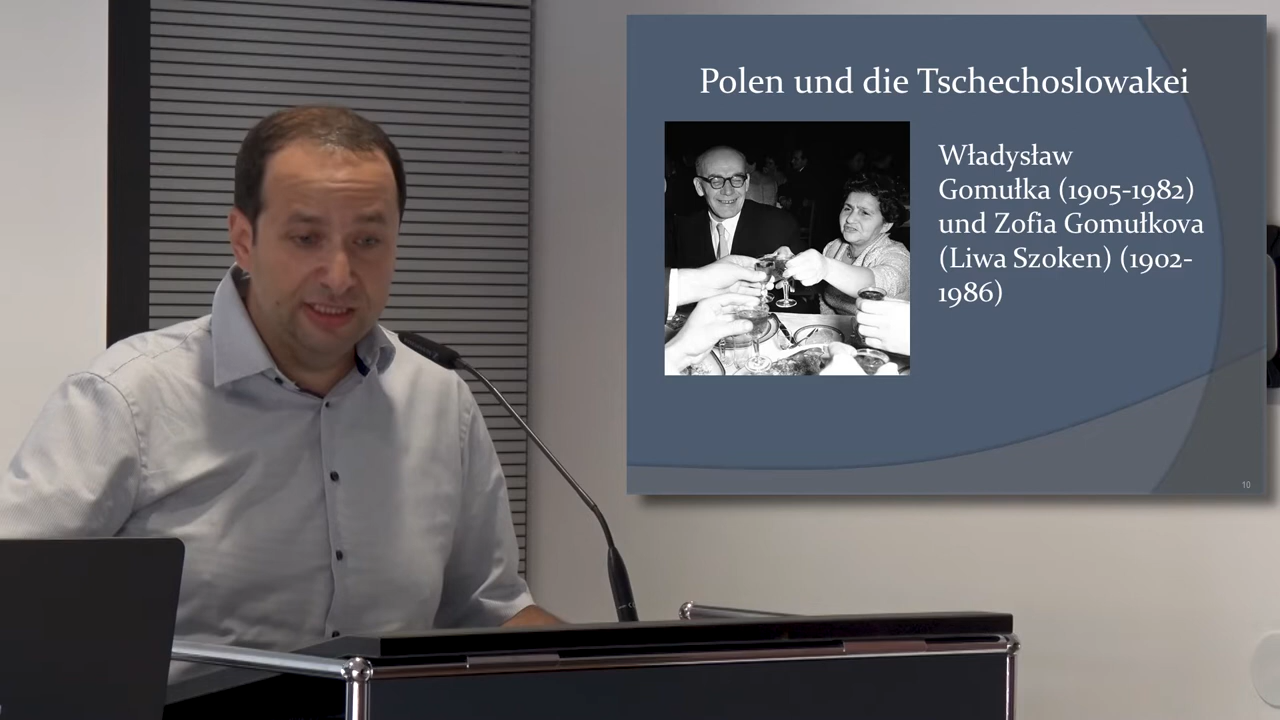 Polen und die Tschechoslowakei
Władysław
Gomułka (1905-1982)
und Zofia Gomułkova
(Liwa Szoken) (1902-
1986)
10